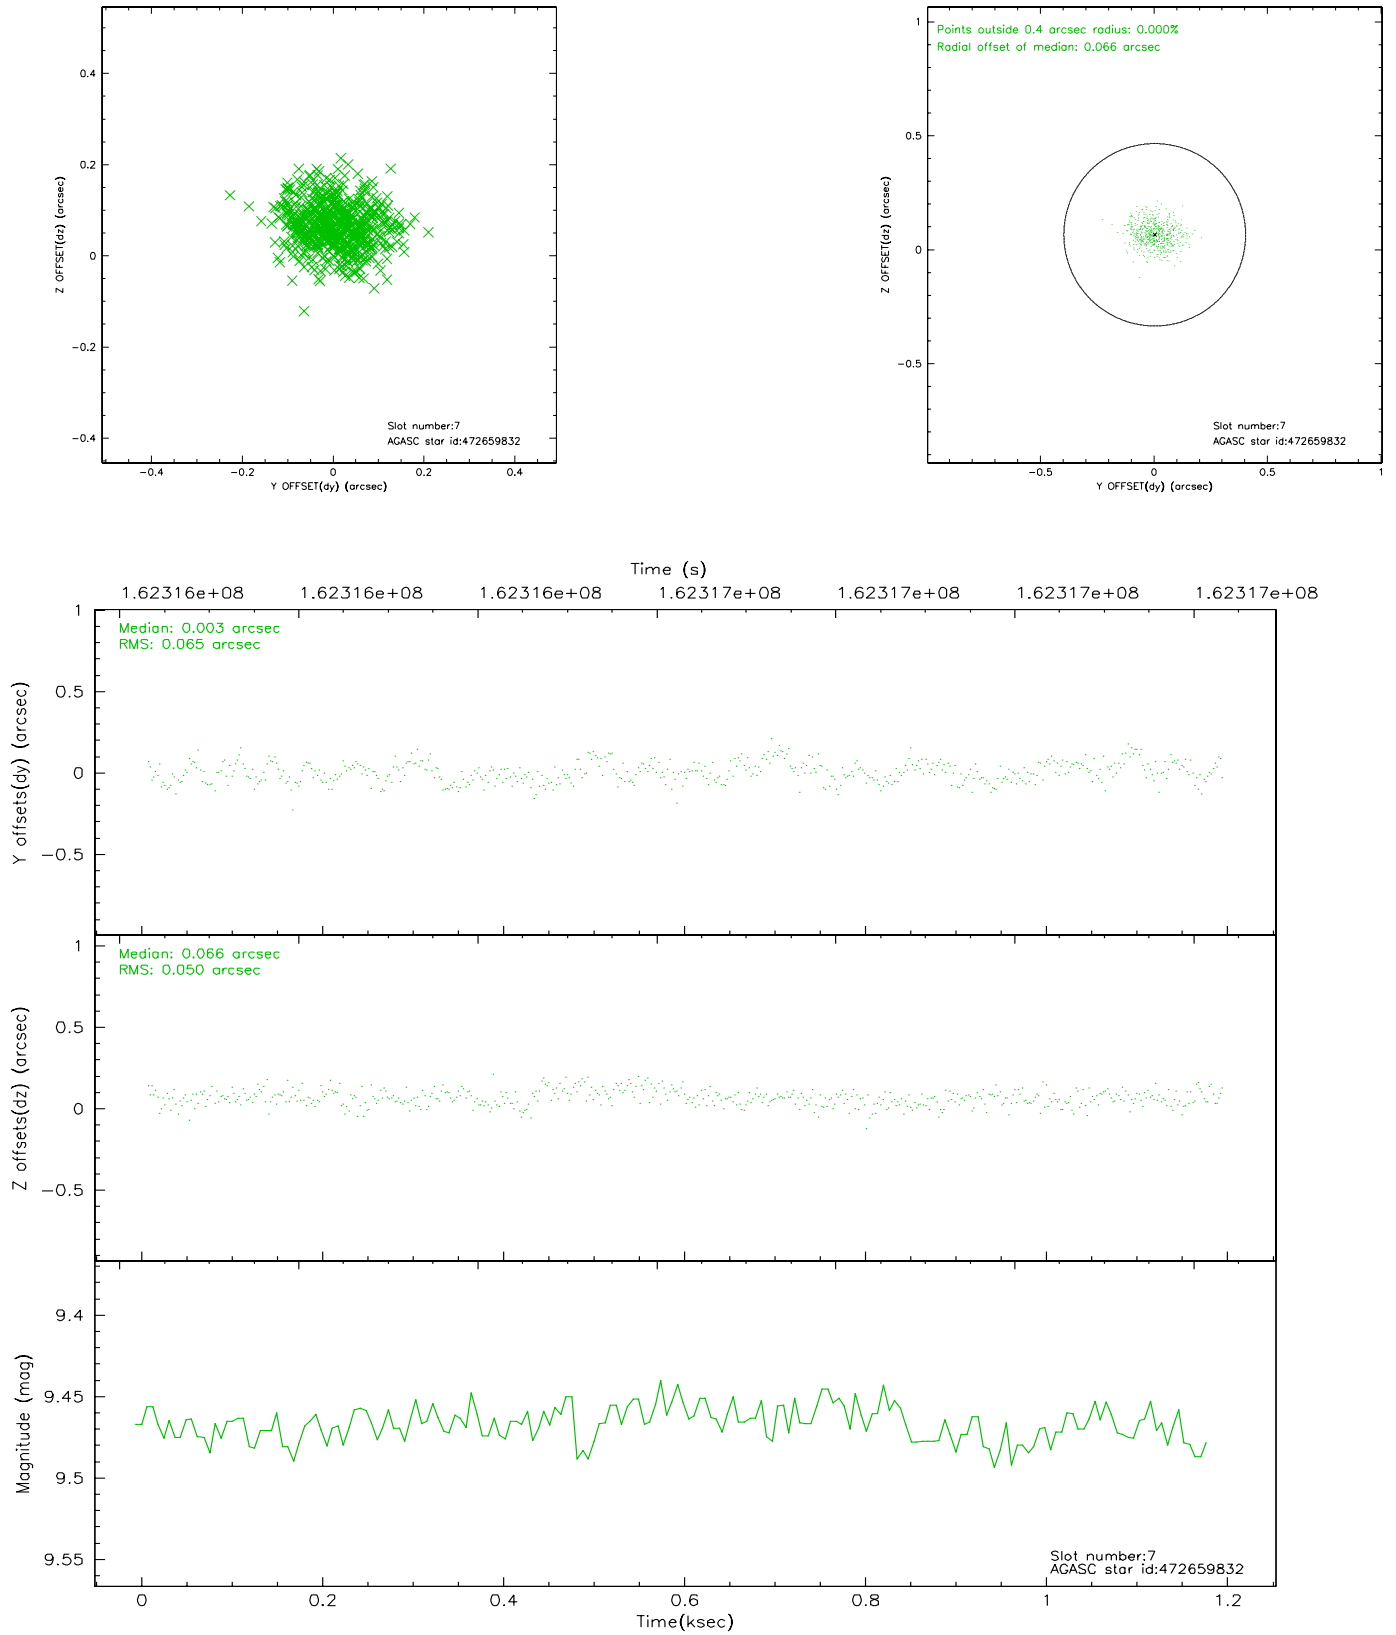 0.4
0.2
0
−0.2
−0.4
Z OFFSET(dz) (arcsec)
Slot number:7
AGASC star id:472659832
−0.4 −0.2 0 0.2 0.4
Y OFFSET(dy) (arcsec)
Points outside 0.4 arcsec radius: 0.000%
Radial offset of median: 0.066 arcsec
1
0.5
0
−0.5
Z OFFSET(dz) (arcsec)
Slot number:7
AGASC star id:472659832
−0.5 0 0.5 1
Y OFFSET(dy) (arcsec)
Time (s)
1.62316e+08 1.62316e+08 1.62316e+08 1.62317e+08 1.62317e+08 1.62317e+08 1.62317e+08
Median: 0.003 arcsec
RMS: 0.065 arcsec
1
0.5
0
−0.5
Y offsets(dy) (arcsec)
Median: 0.066 arcsec
RMS: 0.050 arcsec
1
0.5
0
−0.5
Z offsets(dz) (arcsec)
9.4
9.45
9.5
9.55
Magnitude (mag)
Slot number:7
AGASC star id:472659832
0 0.2 0.4 0.6 0.8 1 1.2
Time(ksec)